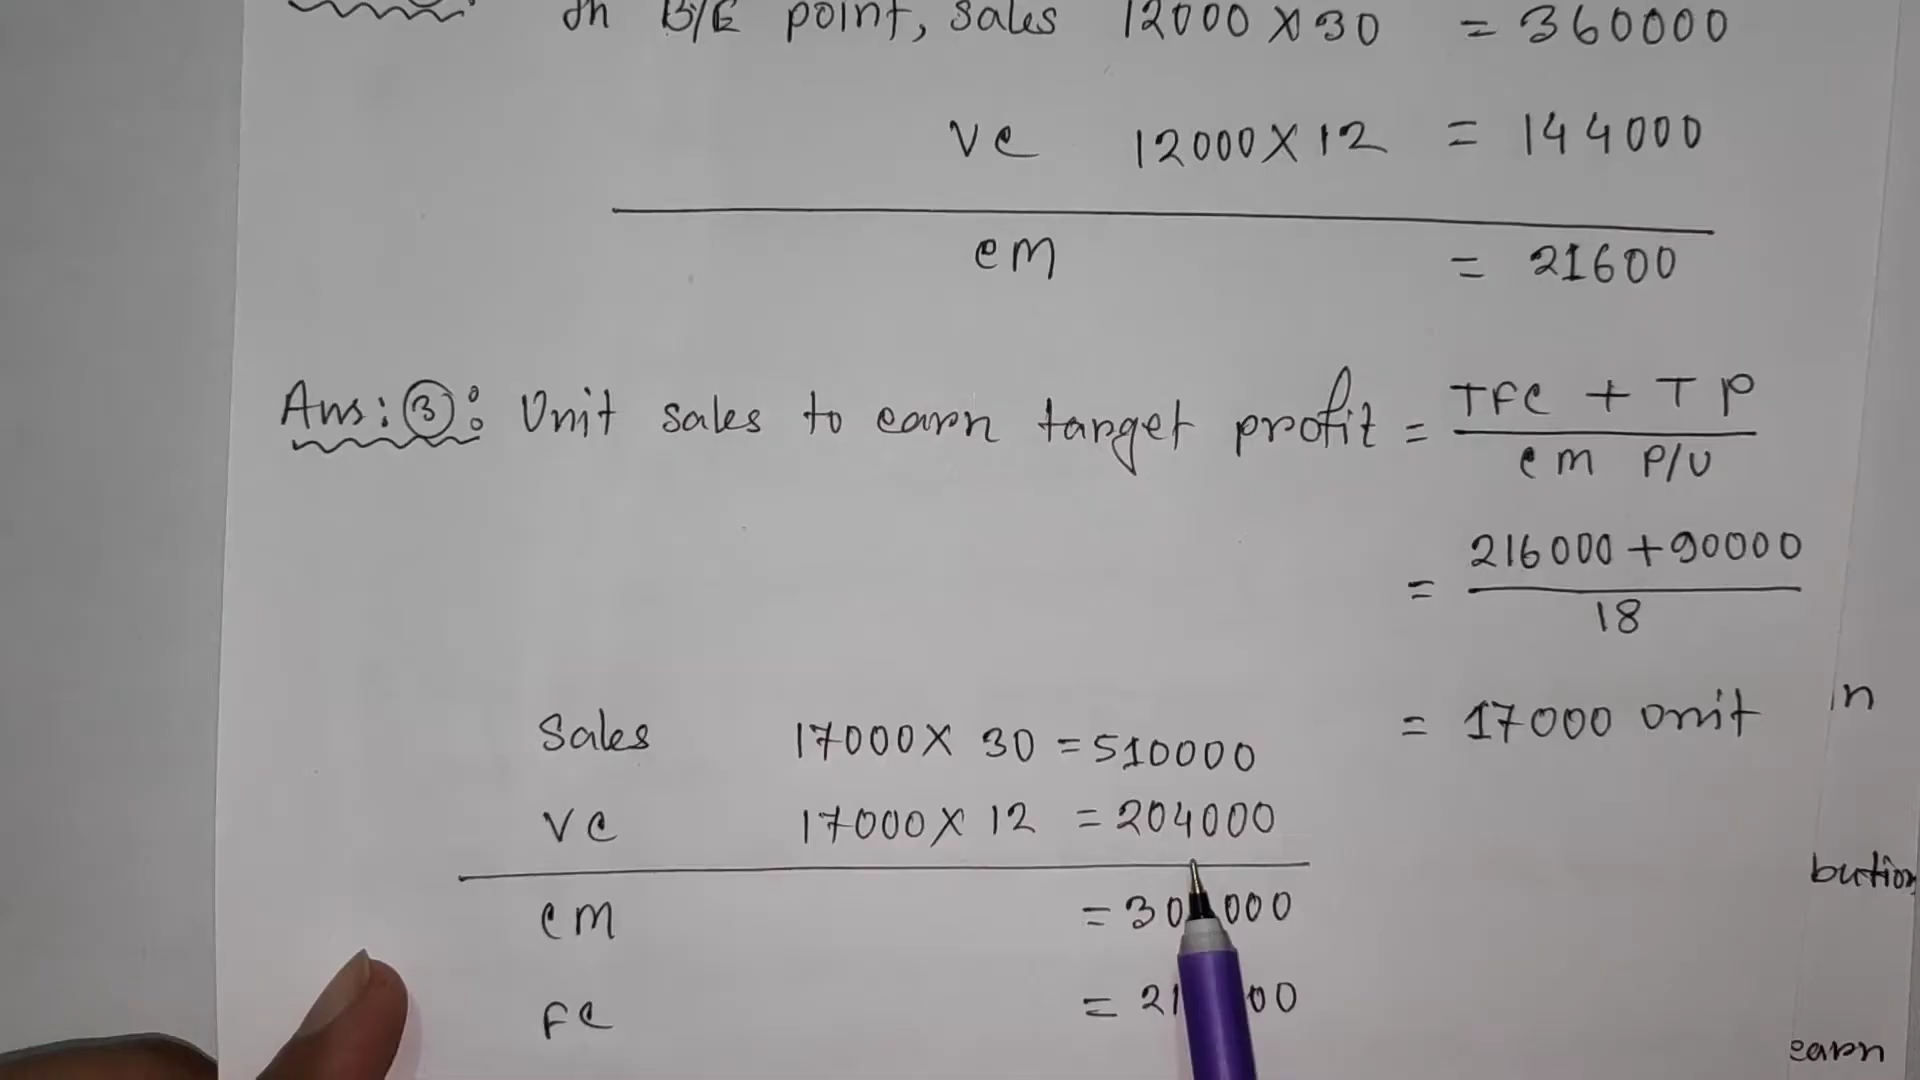 In B/E point, sales 12000 X 30 = 360000
VC 12000 X 12 = 144000
CM = 21600
Ans: ③: Unit sales to earn target profit = TFC + TP
CM P/U
= 216000 + 90000
18
= 17000 unit
Sales 17000 X 30 = 510000
VC 17000 X 12 = 204000
CM
FC
in
bution
earn